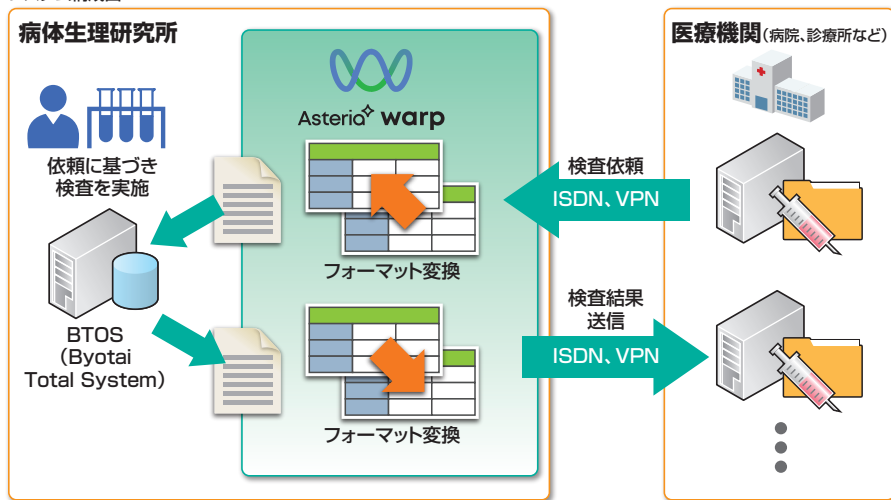 病体生理研究所
医療機関(病院、診療所など)
Asteria warp
依頼に基づき
検査を実施
検査依頼
ISDN、VPN
フォーマット変換
BTOS
(Byotai
Total System)
検査結果
送信
ISDN、VPN
フォーマット変換